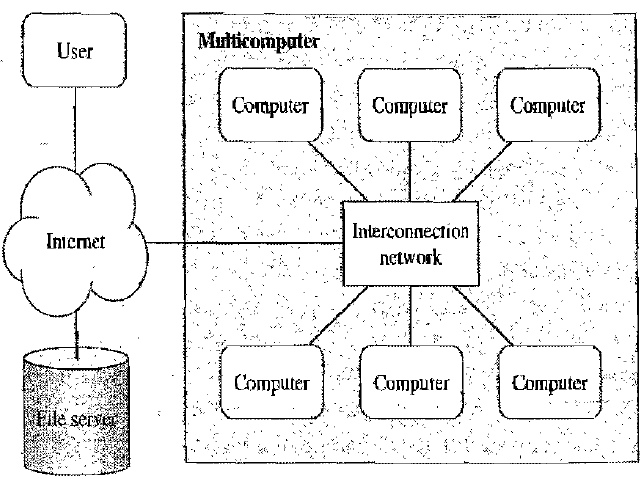 User
Multicomputer
Computer
Computer
Computer
Internet
Interconnection
network
File server
Computer
Computer
Computer